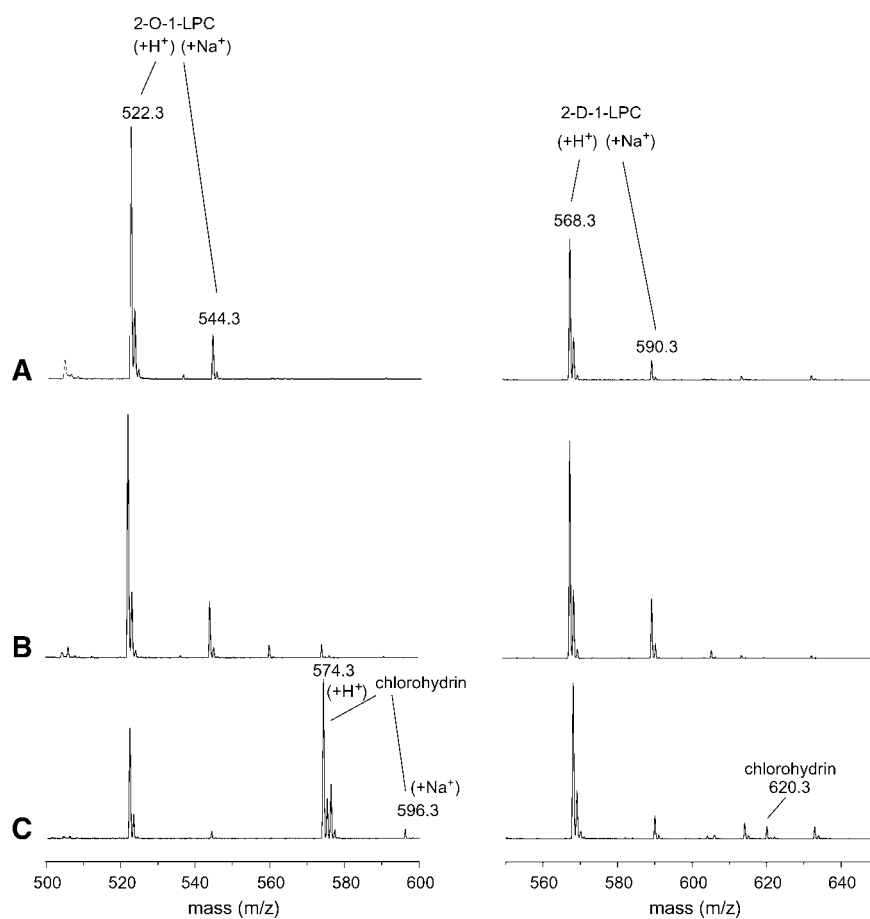 2-O-1-LPC
(+H⁺) (+Na⁺)
522.3
544.3
2-D-1-LPC
(+H⁺) (+Na⁺)
568.3
590.3
A
B
574.3
(+H⁺) chlorohydrin
(+Na⁺)
596.3
chlorohydrin
620.3
C
500 520 540 560 580 600
mass (m/z)
560 580 600 620 640
mass (m/z)